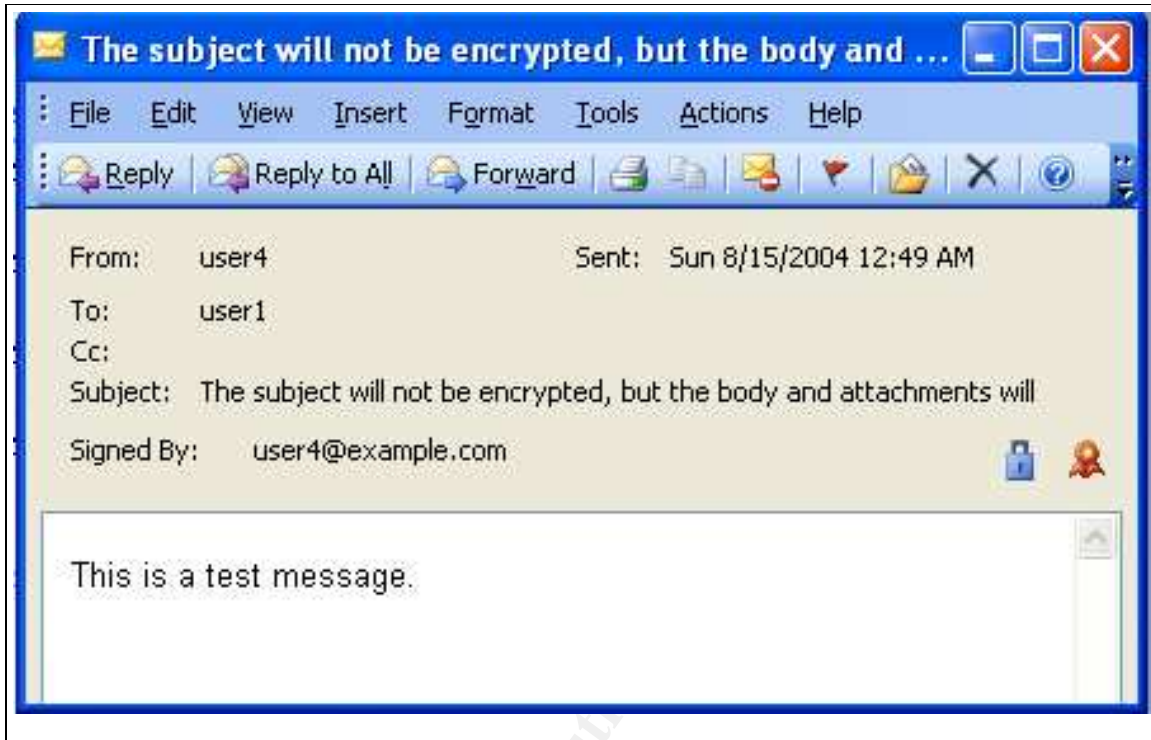 The subject will not be encrypted, but the body and ...
File Edit View Insert Format Tools Actions Help
Reply Reply to All Forward
From: user4 Sent: Sun 8/15/2004 12:49 AM
To: user1
Cc:
Subject: The subject will not be encrypted, but the body and attachments will
Signed By: user4@example.com
This is a test message.